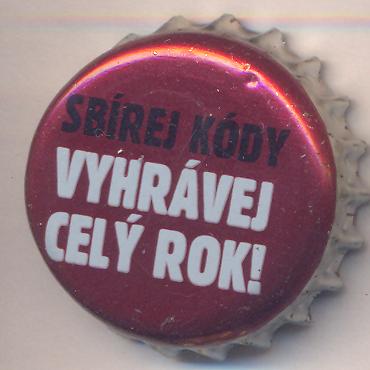 SBÍREJ KÓDY
VYHRÁVEJ
CELÝ ROK!